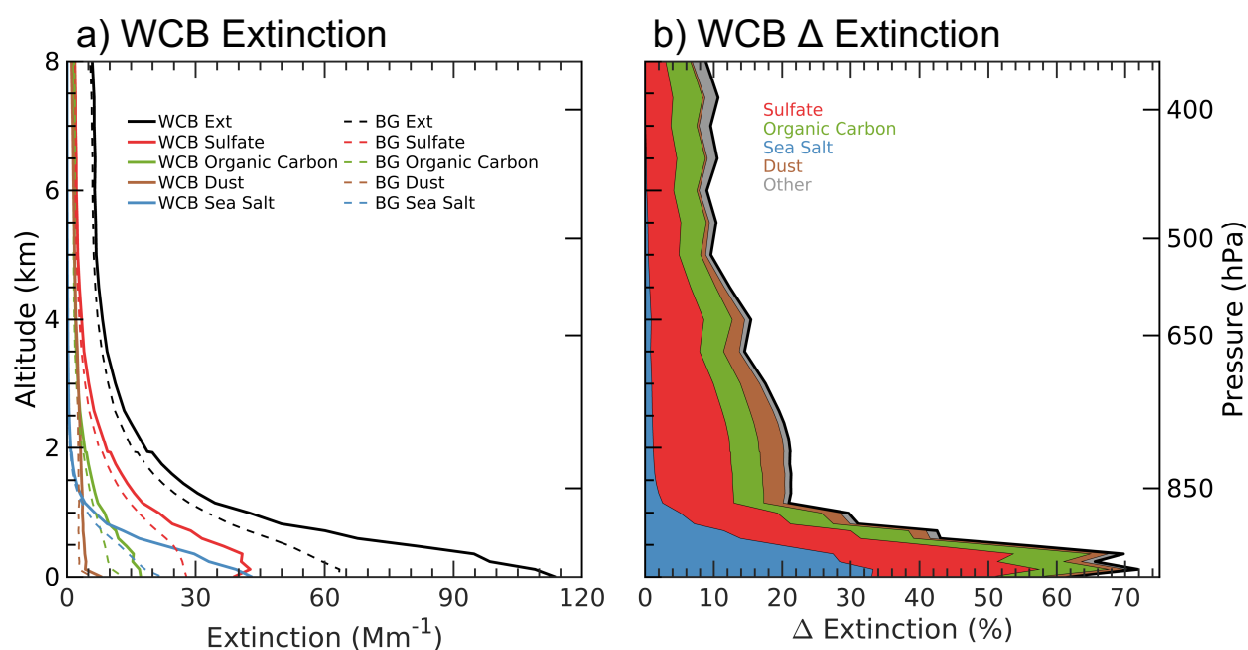 a) WCB Extinction
8
6
4
2
0
Altitude (km)
WCB Ext
WCB Sulfate
WCB Organic Carbon
WCB Dust
WCB Sea Salt
BG Ext
BG Sulfate
BG Organic Carbon
BG Dust
BG Sea Salt
0 30 60 90 120
Extinction (Mm⁻¹)
b) WCB Δ Extinction
Sulfate
Organic Carbon
Sea Salt
Dust
Other
400
500
650
850
Pressure (hPa)
0 10 20 30 40 50 60 70
Δ Extinction (%)